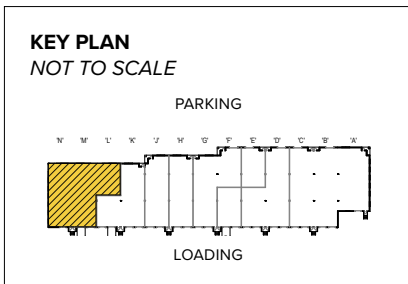 KEY PLAN
NOT TO SCALE
PARKING
'N' 'M' 'L' 'K' 'J' 'H' 'G' 'F' 'E' 'D' 'C' 'B' 'A'
LOADING